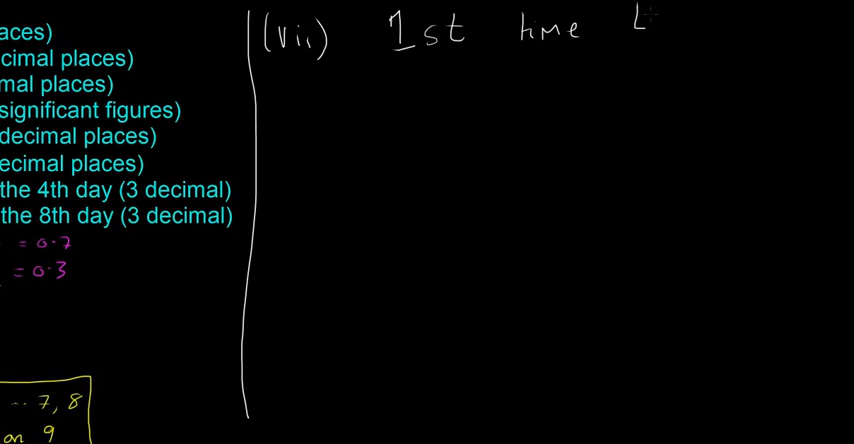 aces)
cimal places)
mal places)
significant figures)
decimal places)
ecimal places)
the 4th day (3 decimal)
the 8th day (3 decimal)
= 0.7
= 0.3
... 7, 8
on 9
(vii) 1st time